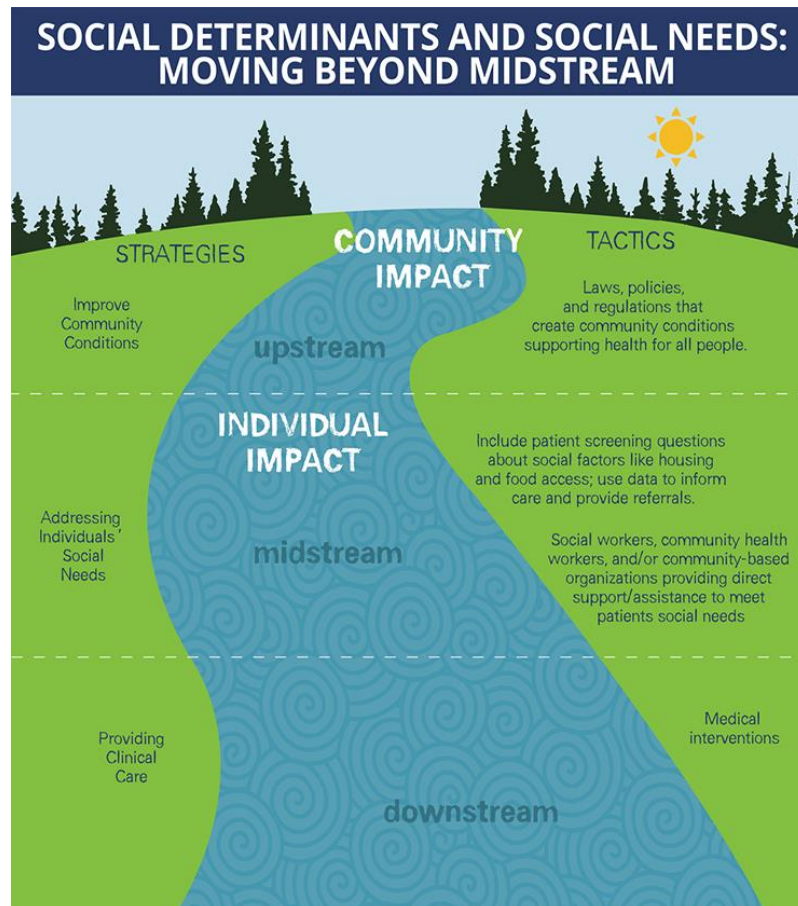 SOCIAL DETERMINANTS AND SOCIAL NEEDS:
MOVING BEYOND MIDSTREAM
STRATEGIES
COMMUNITY
IMPACT
TACTICS
Improve
Community
Conditions
upstream
Laws, policies,
and regulations that
create community conditions
supporting health for all people.
INDIVIDUAL
IMPACT
Addressing
Individuals'
Social
Needs
midstream
Include patient screening questions
about social factors like housing
and food access; use data to inform
care and provide referrals.
Social workers, community health
workers, and/or community-based
organizations providing direct
support/assistance to meet
patients social needs
Providing
Clinical
Care
downstream
Medical
interventions